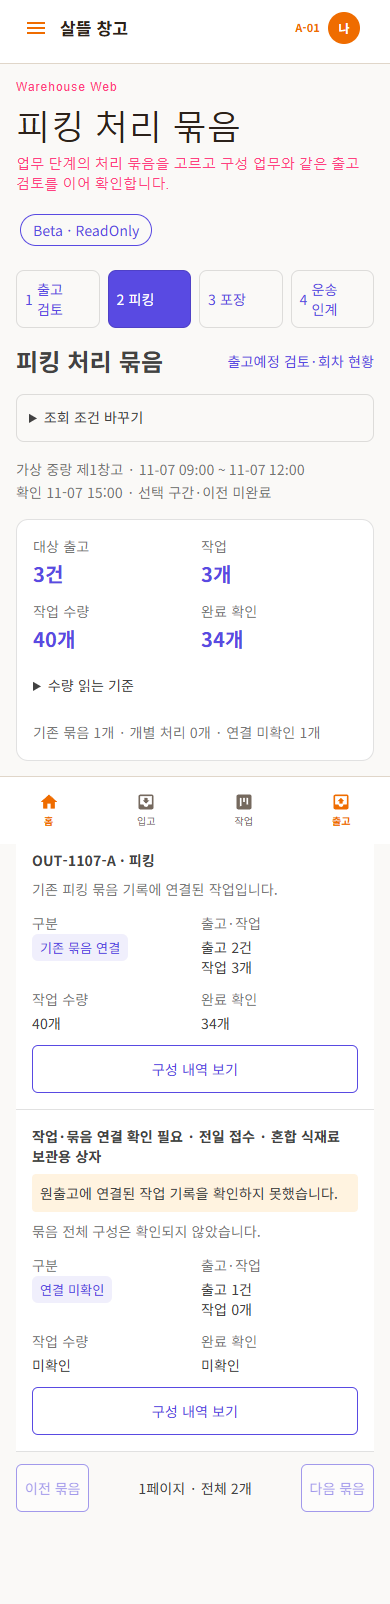 살뜰 창고
A-01
나
Warehouse Web
피킹 처리 묶음
업무 단계의 처리 묶음을 고르고 구성 업무와 같은 출고
검토를 이어 확인합니다.
Beta · ReadOnly
1 출고 검토
2 피킹
3 포장
4 운송 인계
피킹 처리 묶음
출고예정 검토·회차 현황
▶ 조회 조건 바꾸기
가상 중랑 제1창고 · 11-07 09:00 ~ 11-07 12:00
확인 11-07 15:00 · 선택 구간·이전 미완료
대상 출고
작업
3건
3개
작업 수량
완료 확인
40개
34개
▶ 수량 읽는 기준
기존 묶음 1개 · 개별 처리 0개 · 연결 미확인 1개
홈
입고
작업
출고
OUT-1107-A · 피킹
기존 피킹 묶음 기록에 연결된 작업입니다.
구분
출고·작업
기존 묶음 연결
출고 2건
작업 3개
작업 수량
완료 확인
40개
34개
구성 내역 보기
작업·묶음 연결 확인 필요 · 전일 접수 · 혼합 식재료
보관용 상자
원출고에 연결된 작업 기록을 확인하지 못했습니다.
묶음 전체 구성은 확인되지 않았습니다.
구분
출고·작업
연결 미확인
출고 1건
작업 0개
작업 수량
완료 확인
미확인
미확인
구성 내역 보기
이전 묶음
1페이지 · 전체 2개
다음 묶음